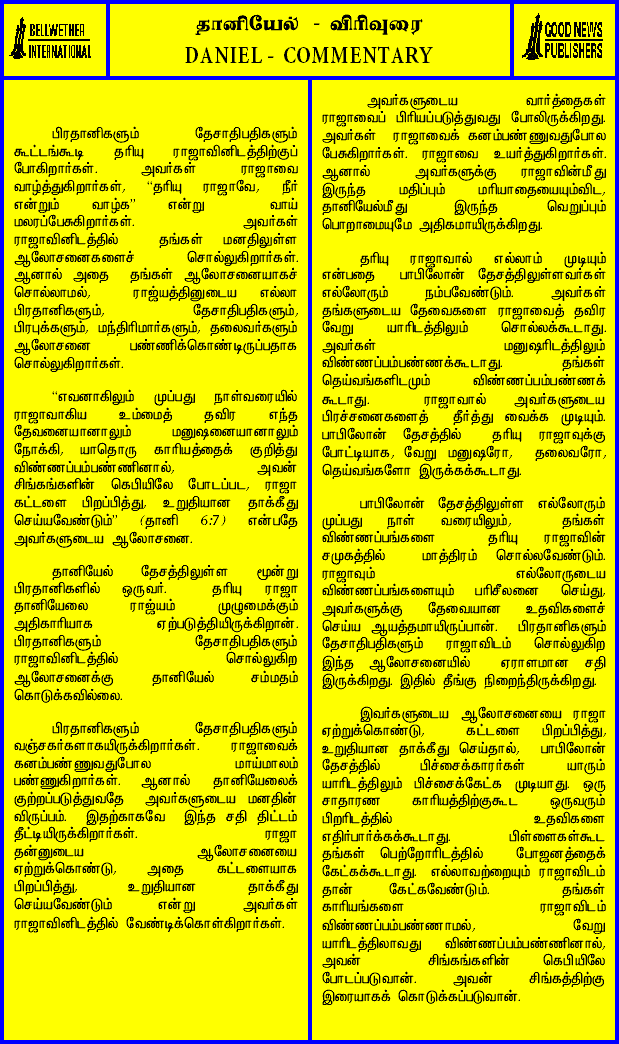 BELLWETHER
INTERNATIONAL
தானியேல் - விரிவுரை
DANIEL - COMMENTARY
GOOD NEWS
PUBLISHERS
பிரதானிகளும் தேசாதிபதிகளும்
கூட்டங்கூடி தரியு ராஜாவினிடத்திற்குப்
போகிறார்கள். அவர்கள் ராஜாவை
வாழ்த்துகிறார்கள், “தரியு ராஜாவே, நீர்
என்றும் வாழ்க” என்று வாய்
மலரப்பேசுகிறார்கள். அவர்கள்
ராஜாவினிடத்தில் தங்கள் மனதிலுள்ள
ஆலோசனைகளைச் சொல்லுகிறார்கள்.
ஆனால் அதை தங்கள் ஆலோசனையாகச்
சொல்லாமல், ராஜ்யத்தினுடைய எல்லா
பிரதானிகளும், தேசாதிபதிகளும்,
பிரபுக்களும், மந்திரிமார்களும், தலைவர்களும்
ஆலோசனை பண்ணிக்கொண்டிருப்பதாக
சொல்லுகிறார்கள்.
“எவனாகிலும் முப்பது நாள்வரையில்
ராஜாவாகிய உம்மைத் தவிர எந்த
தேவனையானாலும் மனுஷனையானாலும்
நோக்கி, யாதொரு காரியத்தைக் குறித்து
விண்ணப்பம்பண்ணினால், அவன்
சிங்கங்களின் கெபியிலே போடப்பட, ராஜா
கட்டளை பிறப்பித்து, உறுதியான தாக்கீது
செய்யவேண்டும்” (தானி 6:7) என்பதே
அவர்களுடைய ஆலோசனை.
தானியேல் தேசத்திலுள்ள மூன்று
பிரதானிகளில் ஒருவர். தரியு ராஜா
தானியேலை ராஜ்யம் முழுமைக்கும்
அதிகாரியாக ஏற்படுத்தியிருக்கிறான்.
பிரதானிகளும் தேசாதிபதிகளும்
ராஜாவினிடத்தில் சொல்லுகிற
ஆலோசனைக்கு தானியேல் சம்மதம்
கொடுக்கவில்லை.
பிரதானிகளும் தேசாதிபதிகளும்
வஞ்சகர்களாகயிருக்கிறார்கள். ராஜாவைக்
கனம்பண்ணுவதுபோல மாய்மாலம்
பண்ணுகிறார்கள். ஆனால் தானியேலைக்
குற்றப்படுத்துவதே அவர்களுடைய மனதின்
விருப்பம். இதற்காகவே இந்த சதி திட்டம்
தீட்டியிருக்கிறார்கள். ராஜா
தன்னுடைய ஆலோசனையை
ஏற்றுக்கொண்டு, அதை கட்டளையாக
பிறப்பித்து, உறுதியான தாக்கீது
செய்யவேண்டும் என்று அவர்கள்
ராஜாவினிடத்தில் வேண்டிக்கொள்கிறார்கள்.
அவர்களுடைய வார்த்தைகள்
ராஜாவைப் பிரியப்படுத்துவது போலிருக்கிறது.
அவர்கள் ராஜாவைக் கனம்பண்ணுவதுபோல
பேசுகிறார்கள். ராஜாவை உயர்த்துகிறார்கள்.
ஆனால் அவர்களுக்கு ராஜாவின்மீது
இருந்த மதிப்பும் மரியாதையையும்விட,
தானியேல்மீது இருந்த வெறுப்பும்
பொறாமையுமே அதிகமாயிருக்கிறது.
தரியு ராஜாவால் எல்லாம் முடியும்
என்பதை பாபிலோன் தேசத்திலுள்ளவர்கள்
எல்லோரும் நம்பவேண்டும். அவர்கள்
தங்களுடைய தேவைகளை ராஜாவைத் தவிர
வேறு யாரிடத்திலும் சொல்லக்கூடாது.
அவர்கள் மனுஷரிடத்திலும்
விண்ணப்பம்பண்ணக்கூடாது. தங்கள்
தெய்வங்களிடமும் விண்ணப்பம்பண்ணக்
கூடாது. ராஜாவால் அவர்களுடைய
பிரச்சனைகளைத் தீர்த்து வைக்க முடியும்.
பாபிலோன் தேசத்தில் தரியு ராஜாவுக்கு
போட்டியாக, வேறு மனுஷரோ, தலைவரோ,
தெய்வங்களோ இருக்கக்கூடாது.
பாபிலோன் தேசத்திலுள்ள எல்லோரும்
முப்பது நாள் வரையிலும், தங்கள்
விண்ணப்பங்களை தரியு ராஜாவின்
சமுகத்தில் மாத்திரம் சொல்லவேண்டும்.
ராஜாவும் எல்லோருடைய
விண்ணப்பங்களையும் பரிசீலனை செய்து,
அவர்களுக்கு தேவையான உதவிகளைச்
செய்ய ஆயத்தமாயிருப்பான். பிரதானிகளும்
தேசாதிபதிகளும் ராஜாவிடம் சொல்லுகிற
இந்த ஆலோசனையில் ஏராளமான சதி
இருக்கிறது. இதில் தீங்கு நிறைந்திருக்கிறது.
இவர்களுடைய ஆலோசனையை ராஜா
ஏற்றுக்கொண்டு, கட்டளை பிறப்பித்து,
உறுதியான தாக்கீது செய்தால், பாபிலோன்
தேசத்தில் பிச்சைக்காரர்கள் யாரும்
யாரிடத்திலும் பிச்சைக்கேட்க முடியாது. ஒரு
சாதாரண காரியத்திற்குகூட ஒருவரும்
பிறரிடத்தில் உதவிகளை
எதிர்பார்க்கக்கூடாது. பிள்ளைகள்கூட
தங்கள் பெற்றோரிடத்தில் போஜனத்தைக்
கேட்கக்கூடாது. எல்லாவற்றையும் ராஜாவிடம்
தான் கேட்கவேண்டும். தங்கள்
காரியங்களை ராஜாவிடம்
விண்ணப்பம்பண்ணாமல், வேறு
யாரிடத்திலாவது விண்ணப்பம்பண்ணினால்,
அவன் சிங்கங்களின் கெபியிலே
போடப்படுவான். அவன் சிங்கத்திற்கு
இரையாகக் கொடுக்கப்படுவான்.